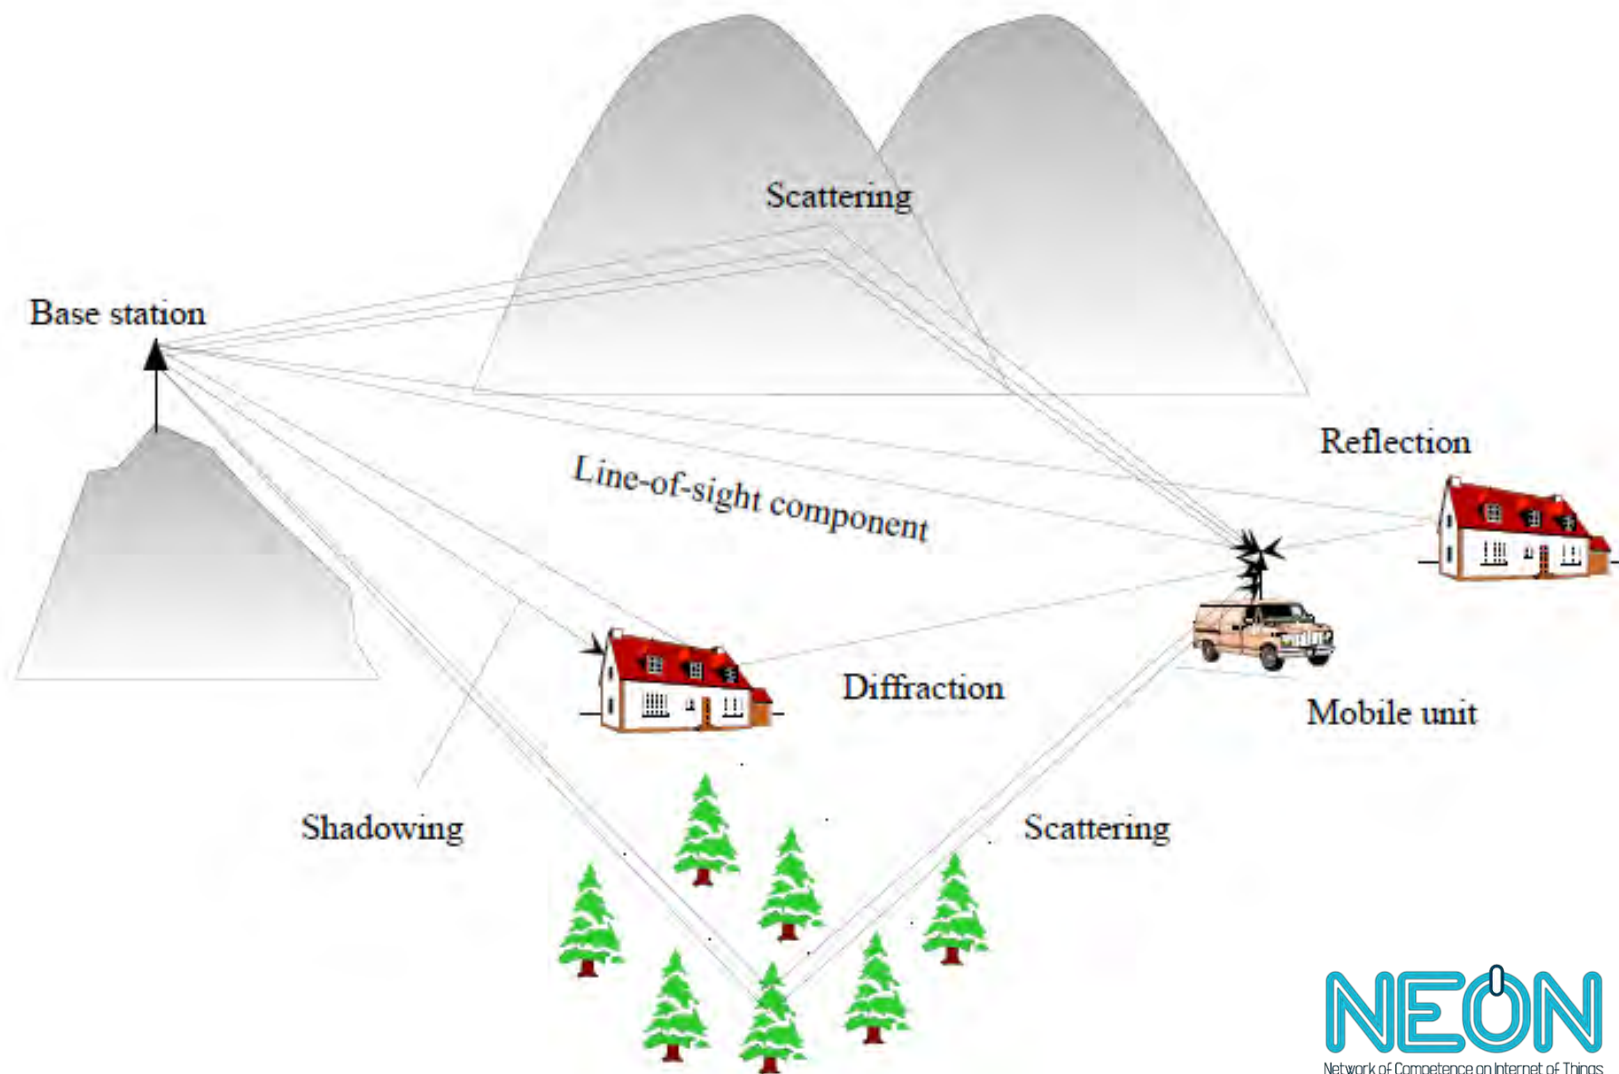 Scattering
Base station
Reflection
Line-of-sight component
Diffraction
Mobile unit
Shadowing
Scattering
NEON
Network of Competence on Internet of Things